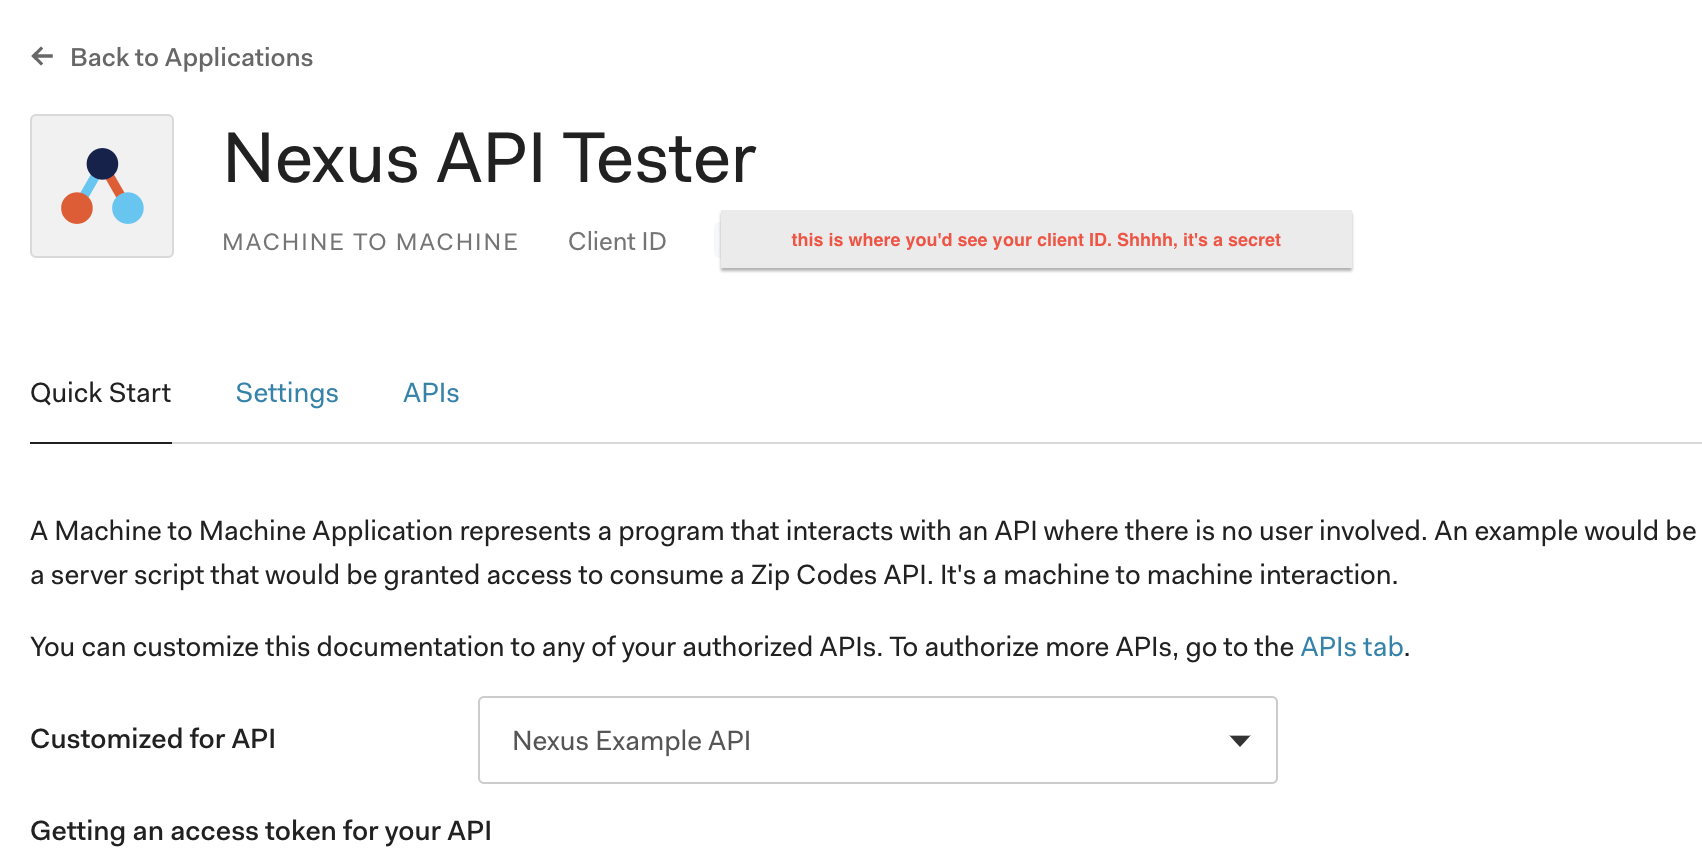 Back to Applications
Nexus API Tester
MACHINE TO MACHINE Client ID this is where you'd see your client ID. Shhhh, it's a secret
Quick Start Settings APIs
A Machine to Machine Application represents a program that interacts with an API where there is no user involved. An example would be
a server script that would be granted access to consume a Zip Codes API. It's a machine to machine interaction.
You can customize this documentation to any of your authorized APIs. To authorize more APIs, go to the APIs tab.
Customized for API Nexus Example API
Getting an access token for your API